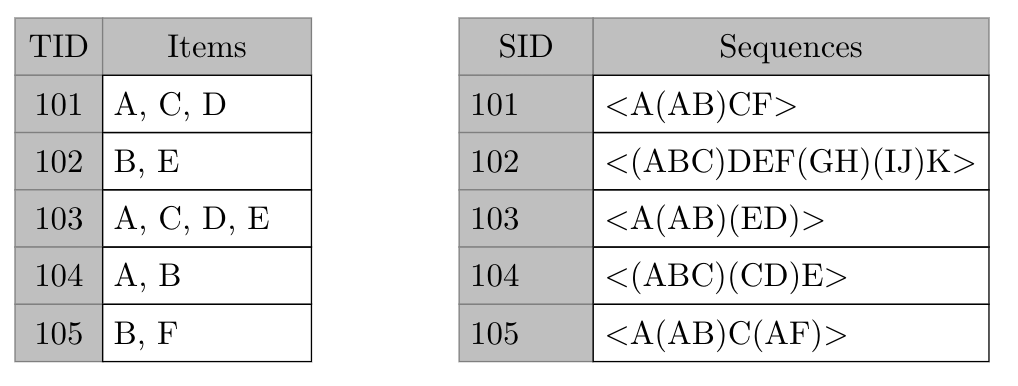 TID Items
101 A, C, D
102 B, E
103 A, C, D, E
104 A, B
105 B, F
SID Sequences
101 <A(AB)CF>
102 <(ABC)DEF(GH)(IJ)K>
103 <A(AB)(ED)>
104 <(ABC)(CD)E>
105 <A(AB)C(AF)>